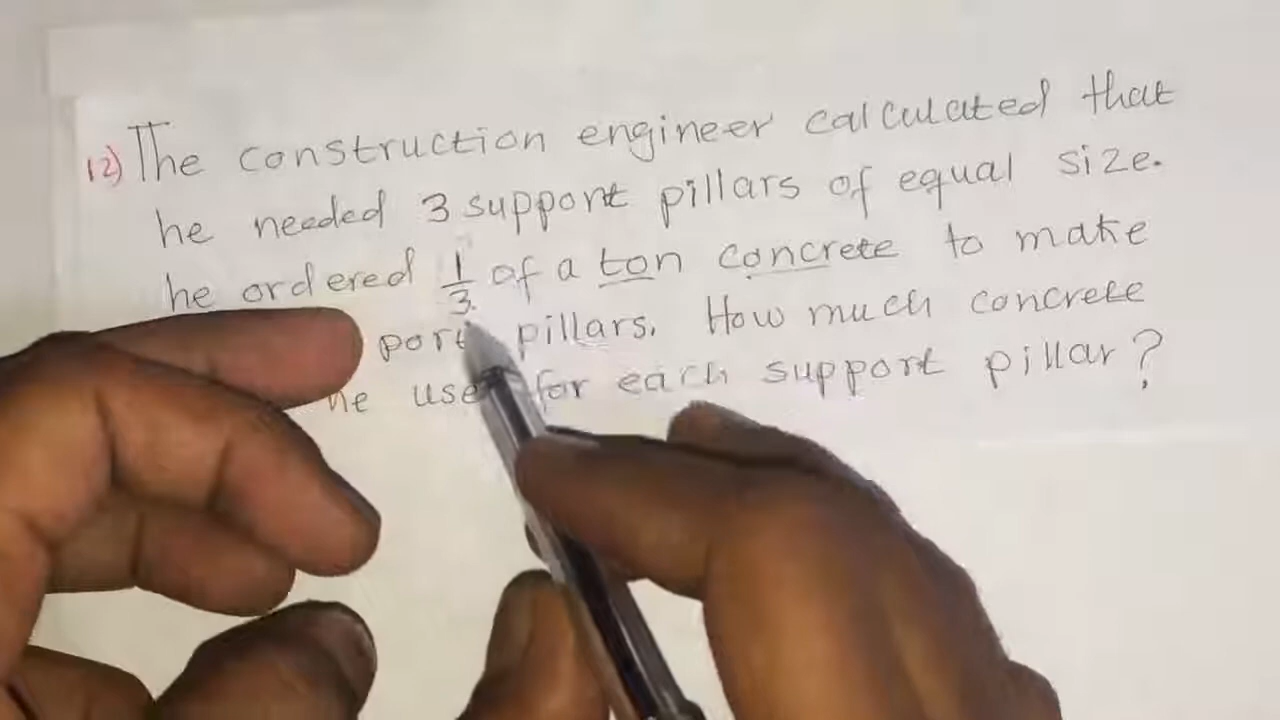 12) The construction engineer calculated that
he needed 3 support pillars of equal size.
he ordered 1/3 of a ton concrete to make
port pillars. How much concrete
he use for each support pillar?